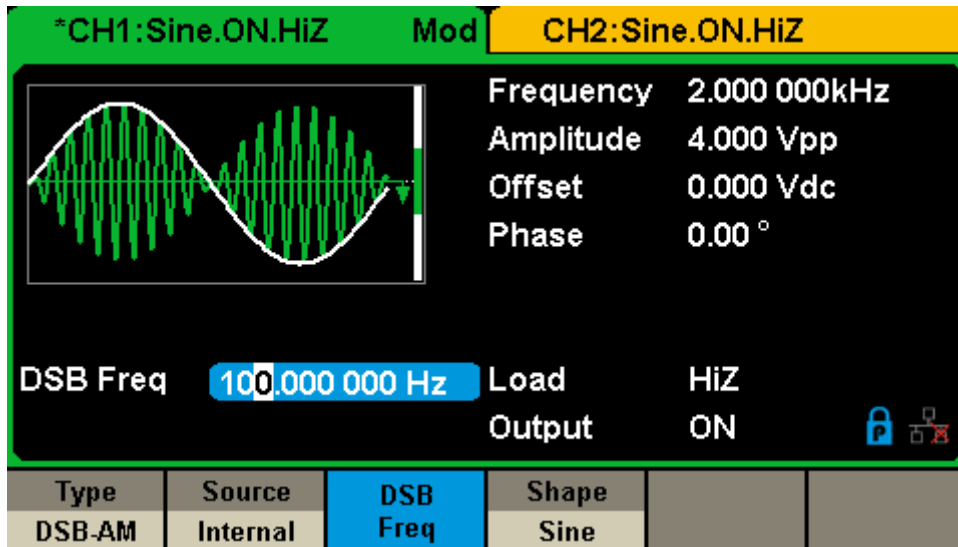 *CH1:Sine.ON.HiZ Mod CH2:Sine.ON.HiZ
Frequency 2.000 000kHz
Amplitude 4.000 Vpp
Offset 0.000 Vdc
Phase 0.00 °
DSB Freq 100.000 000 Hz Load HiZ
Output ON P
Type Source DSB Freq Shape
DSB-AM Internal Sine